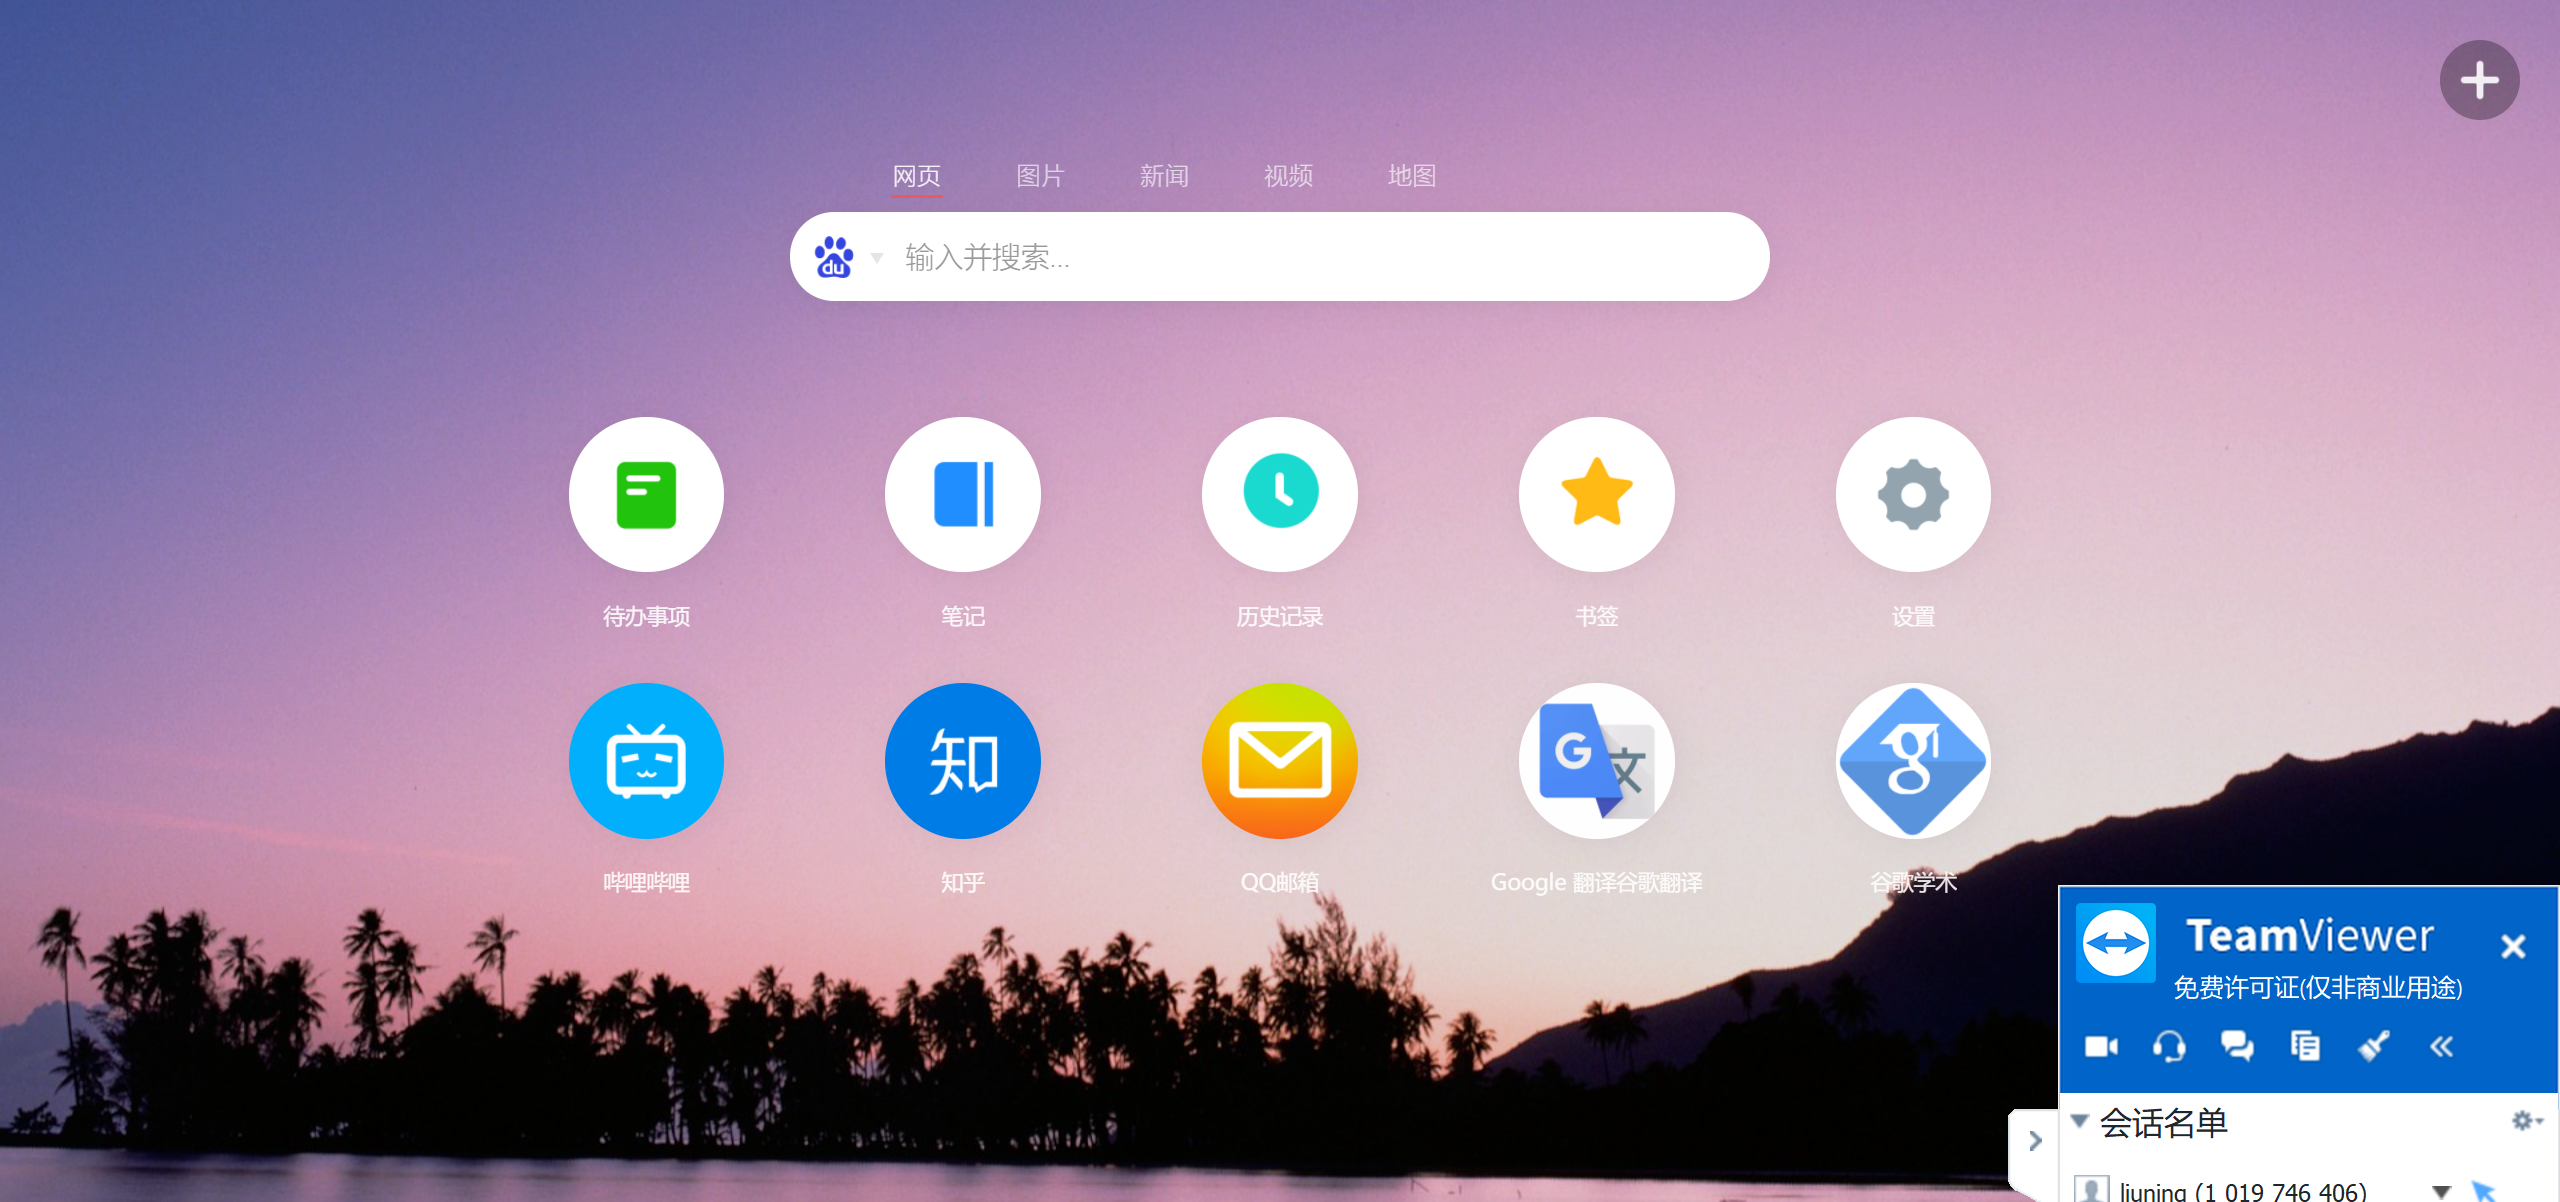 网页 图片 新闻 视频 地图
du 输入并搜索...
待办事项 笔记 历史记录 书签 设置
知
G 文
g
哔哩哔哩 知乎 QQ邮箱 Google 翻译谷歌翻译 谷歌学术
TeamViewer
免费许可证(仅非商业用途)
会话名单
liuning (1 019 746 406)